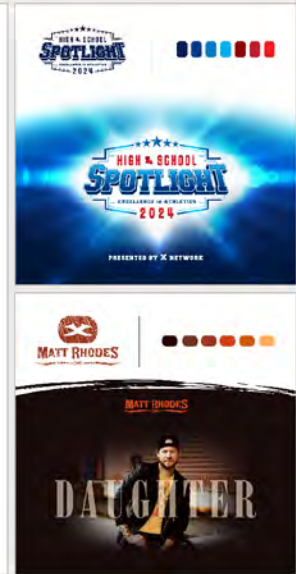 HIGH SCHOOL
SPOTLIGHT
EXCELLENCE IN ATHLETICS
2024
HIGH SCHOOL
SPOTLIGHT
EXCELLENCE IN ATHLETICS
2024
PRESENTED BY X NETWORK
MATT RHODES
MATT RHODES
DAUGHTER